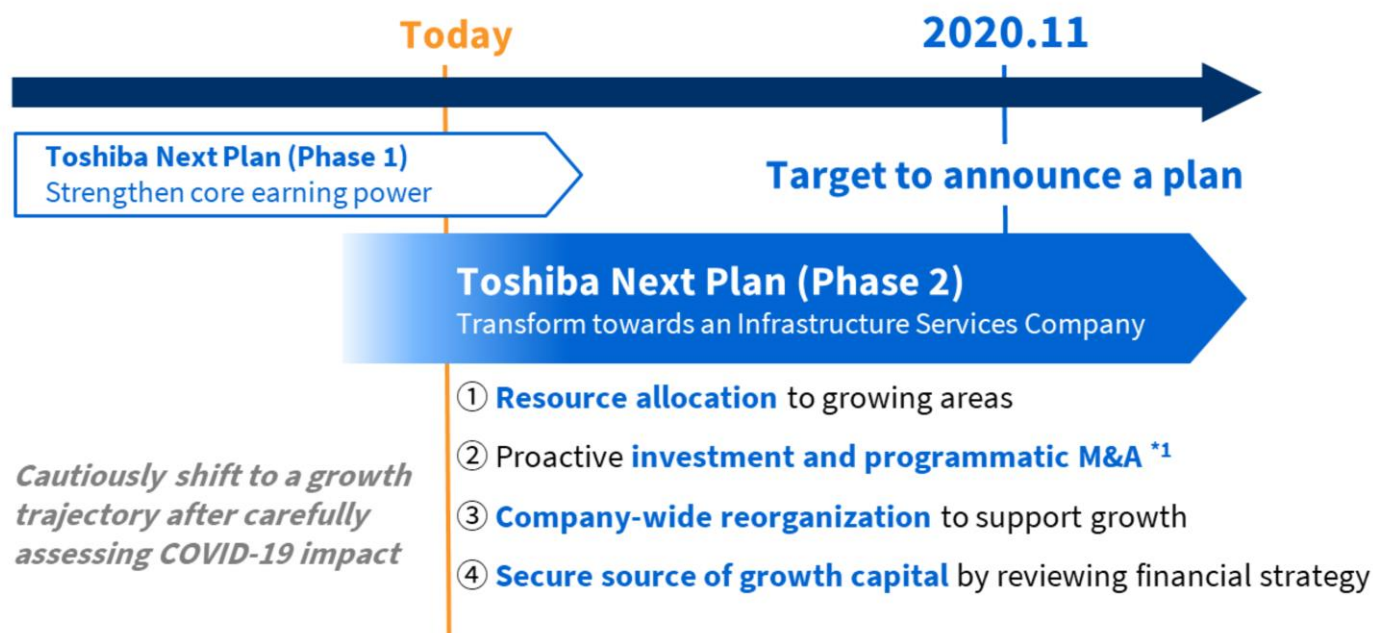 Today
2020.11
Toshiba Next Plan (Phase 1)
Strengthen core earning power
Target to announce a plan
Toshiba Next Plan (Phase 2)
Transform towards an Infrastructure Services Company
① Resource allocation to growing areas
② Proactive investment and programmatic M&A *1
③ Company-wide reorganization to support growth
④ Secure source of growth capital by reviewing financial strategy
Cautiously shift to a growth
trajectory after carefully
assessing COVID-19 impact